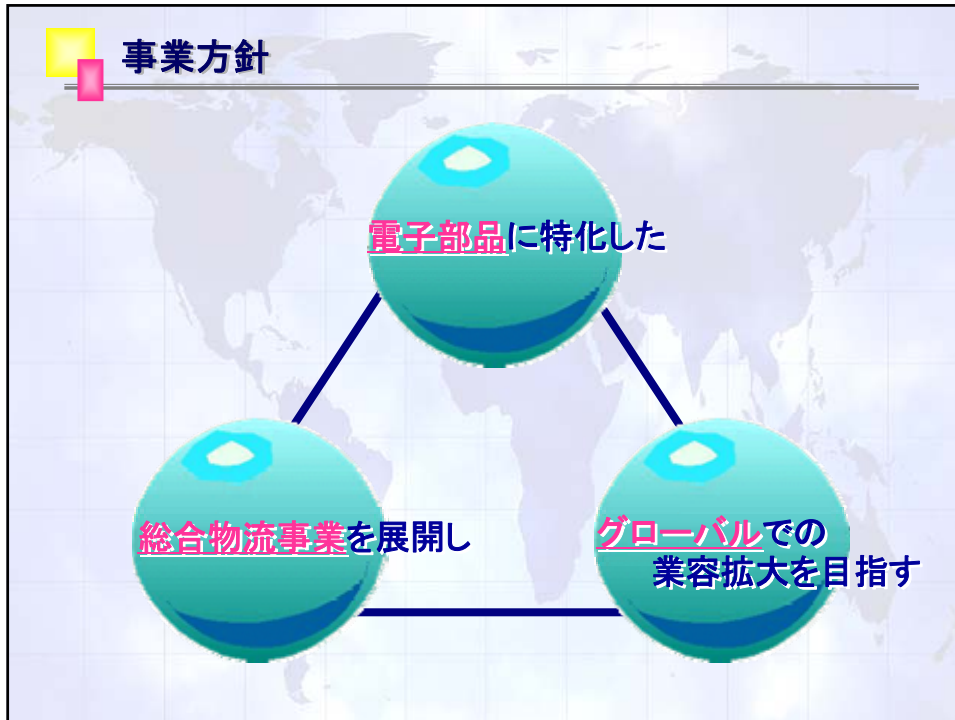 事業方針
電子部品に特化した
総合物流事業を展開し
グローバルでの
業容拡大を目指す